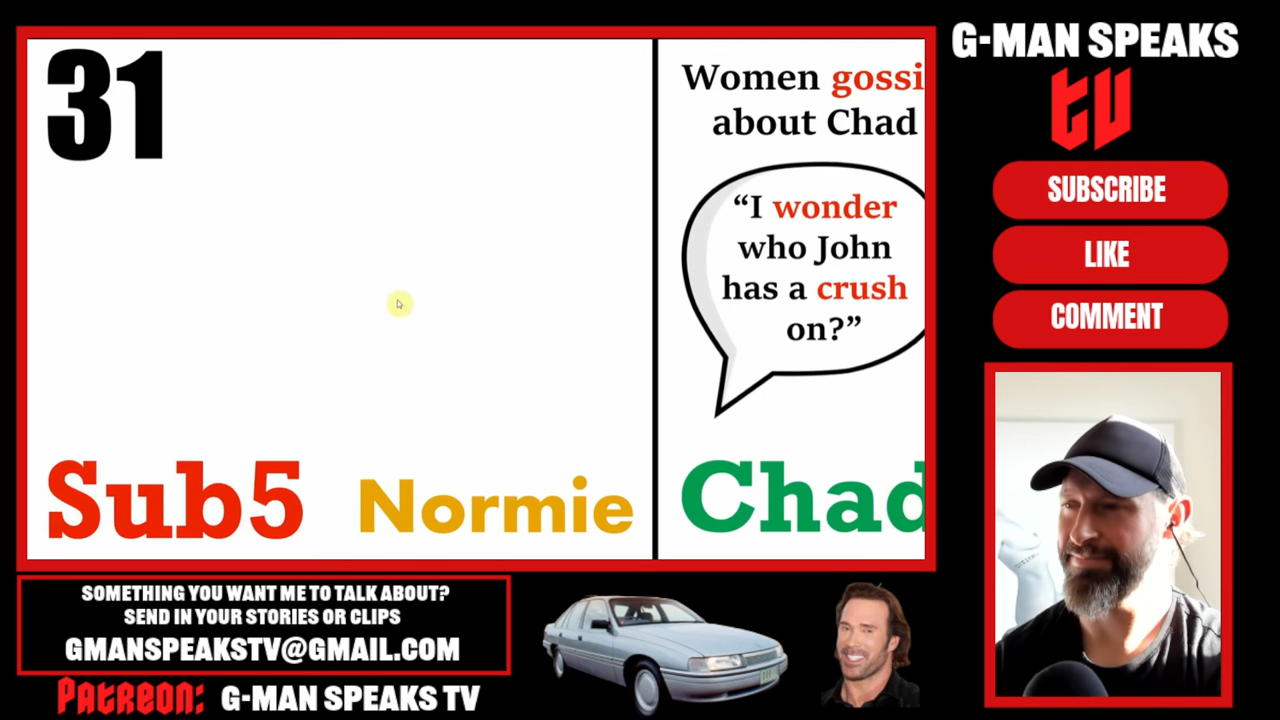 31
Women gossi
about Chad
“I wonder
who John
has a crush
on?”
Sub5
Normie
Chad
G-MAN SPEAKS
tv
SUBSCRIBE
LIKE
COMMENT
SOMETHING YOU WANT ME TO TALK ABOUT?
SEND IN YOUR STORIES OR CLIPS
GMANSPEAKSTV@GMAIL.COM
PATREON: G-MAN SPEAKS TV